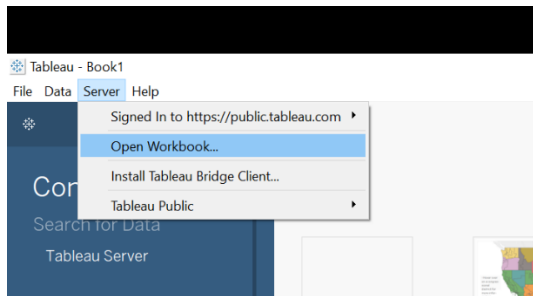 Tableau - Book1
File Data Server Help
Signed In to https://public.tableau.com
Open Workbook...
Install Tableau Bridge Client...
Tableau Public
Con
Search for Data
Tableau Server